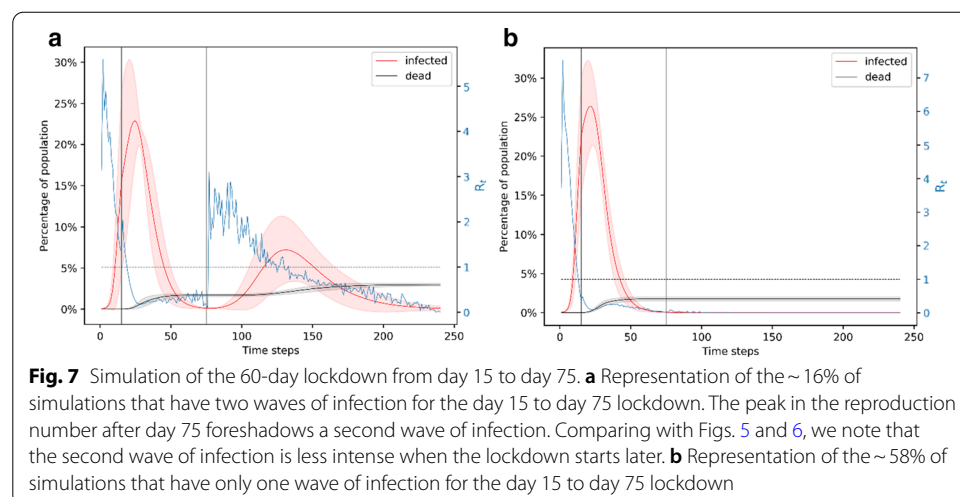 a
b
30%
25%
20%
15%
10%
5%
0%
Percentage of population
0
50
100
150
200
250
Time steps
5
4
3
2
1
0
Rt
infected
dead
30%
25%
20%
15%
10%
5%
0%
Percentage of population
0
50
100
150
200
250
Time steps
7
6
5
4
3
2
1
0
Rt
infected
dead
Fig. 7 Simulation of the 60-day lockdown from day 15 to day 75. a Representation of the ~ 16% of
simulations that have two waves of infection for the day 15 to day 75 lockdown. The peak in the reproduction
number after day 75 foreshadows a second wave of infection. Comparing with Figs. 5 and 6, we note that
the second wave of infection is less intense when the lockdown starts later. b Representation of the ~ 58% of
simulations that have only one wave of infection for the day 15 to day 75 lockdown